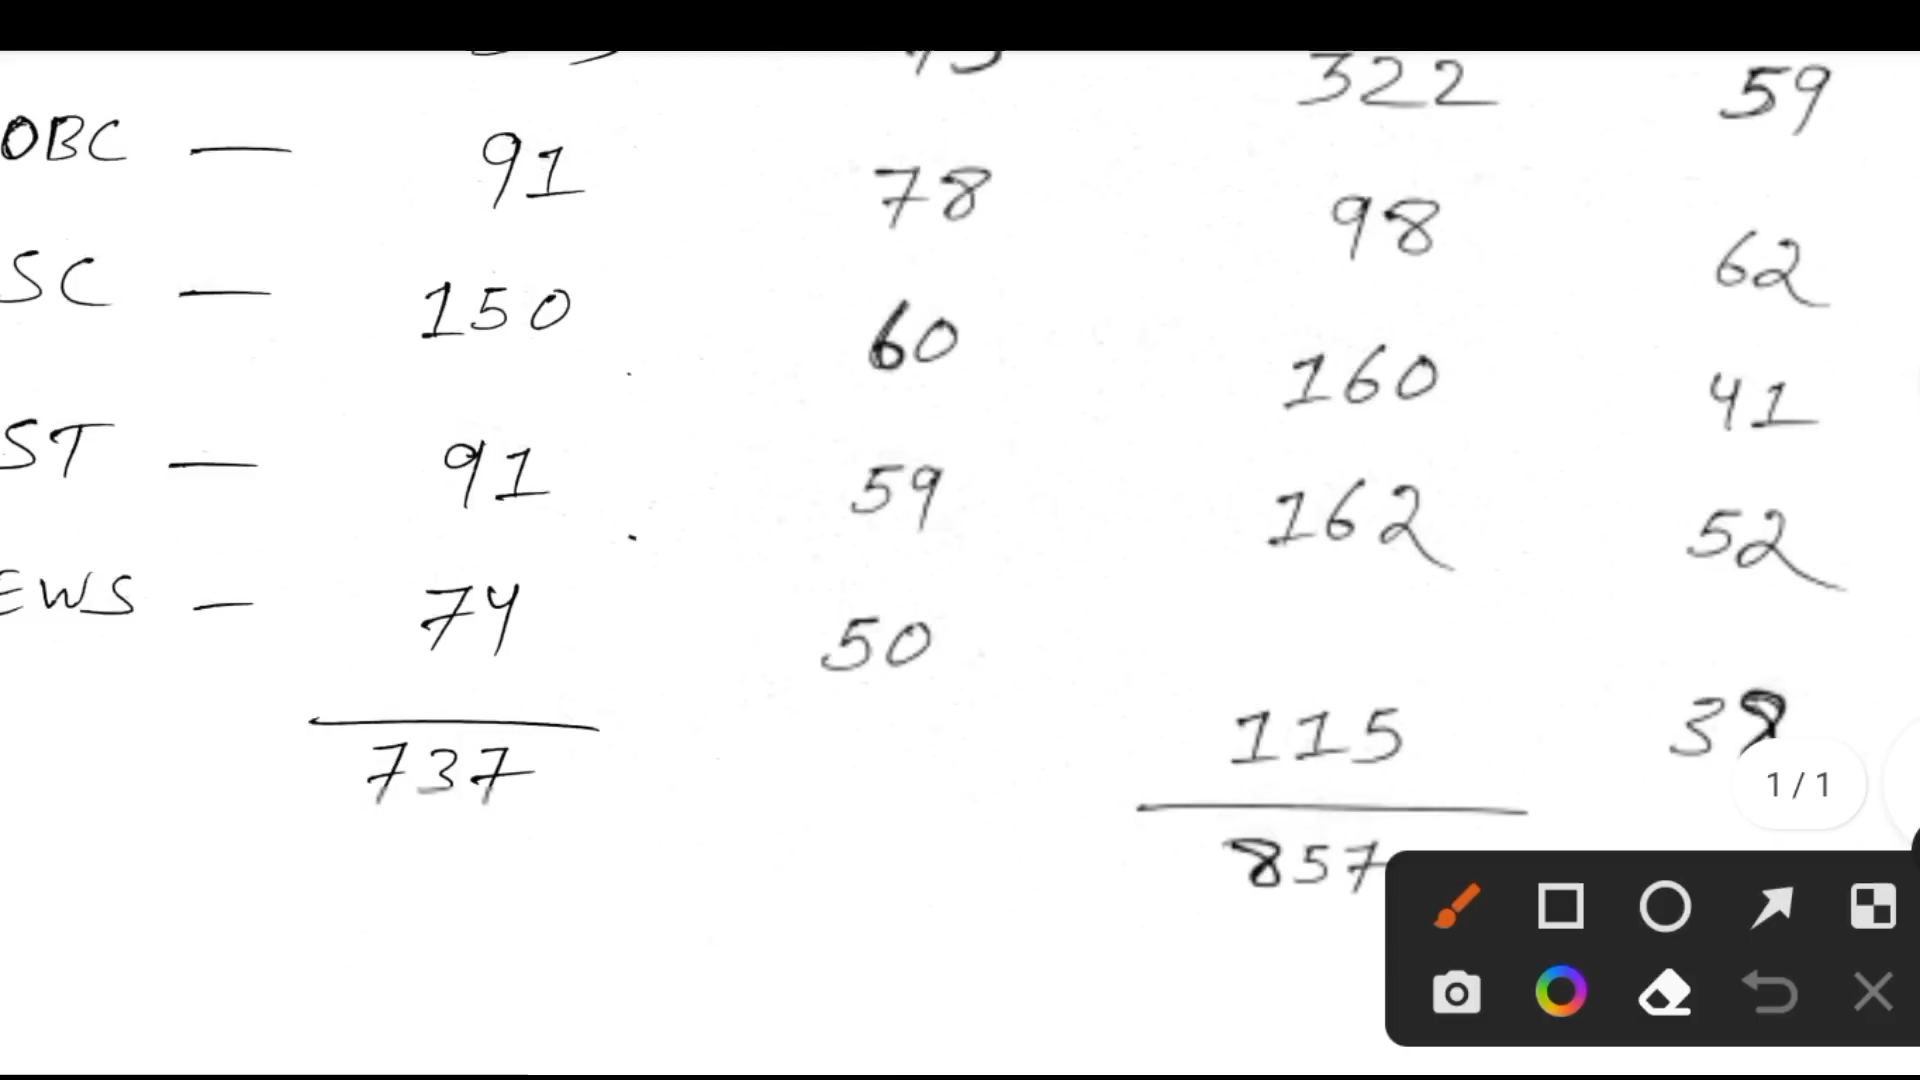 322 59
OBC — 91 78 98 62
SC — 150 60 160 41
ST — 91 59 162 52
EWS — 74 50 115
737 857
1 / 1